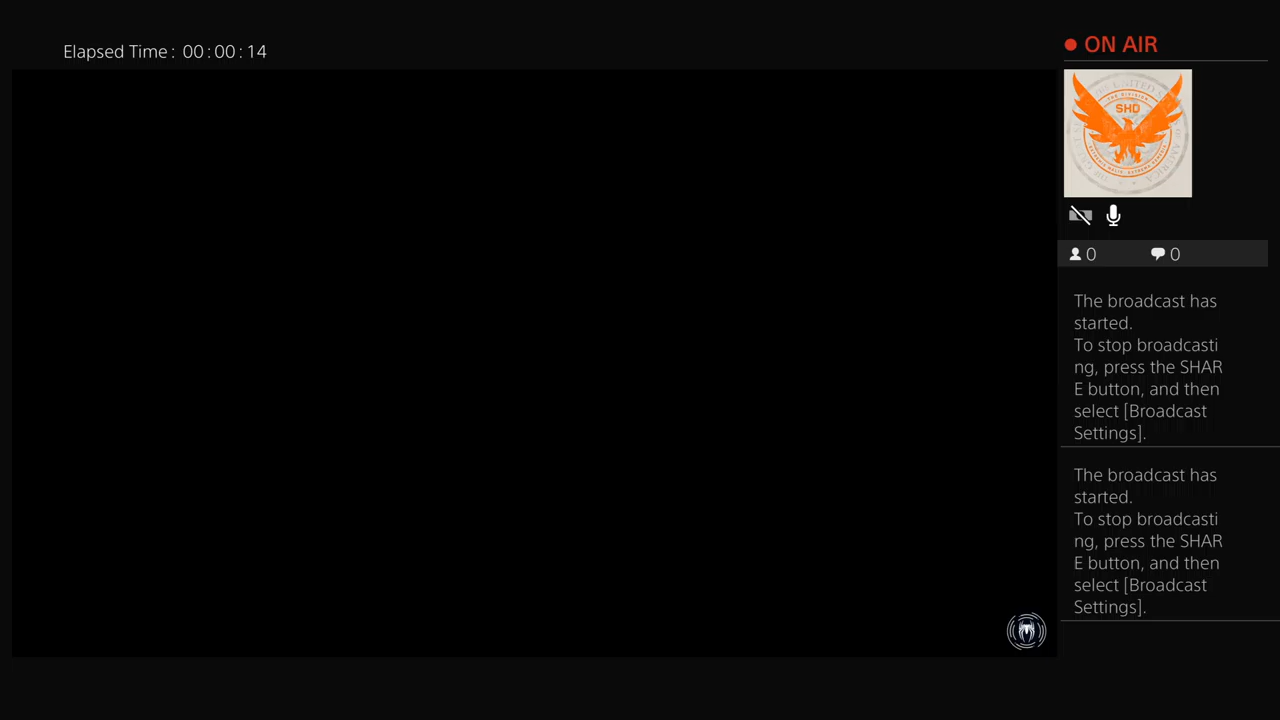 Elapsed Time: 00:00:14
ON AIR
THE DIVISION
SHD
0
0
The broadcast has
started.
To stop broadcasti
ng, press the SHAR
E button, and then
select [Broadcast
Settings].
The broadcast has
started.
To stop broadcasti
ng, press the SHAR
E button, and then
select [Broadcast
Settings].